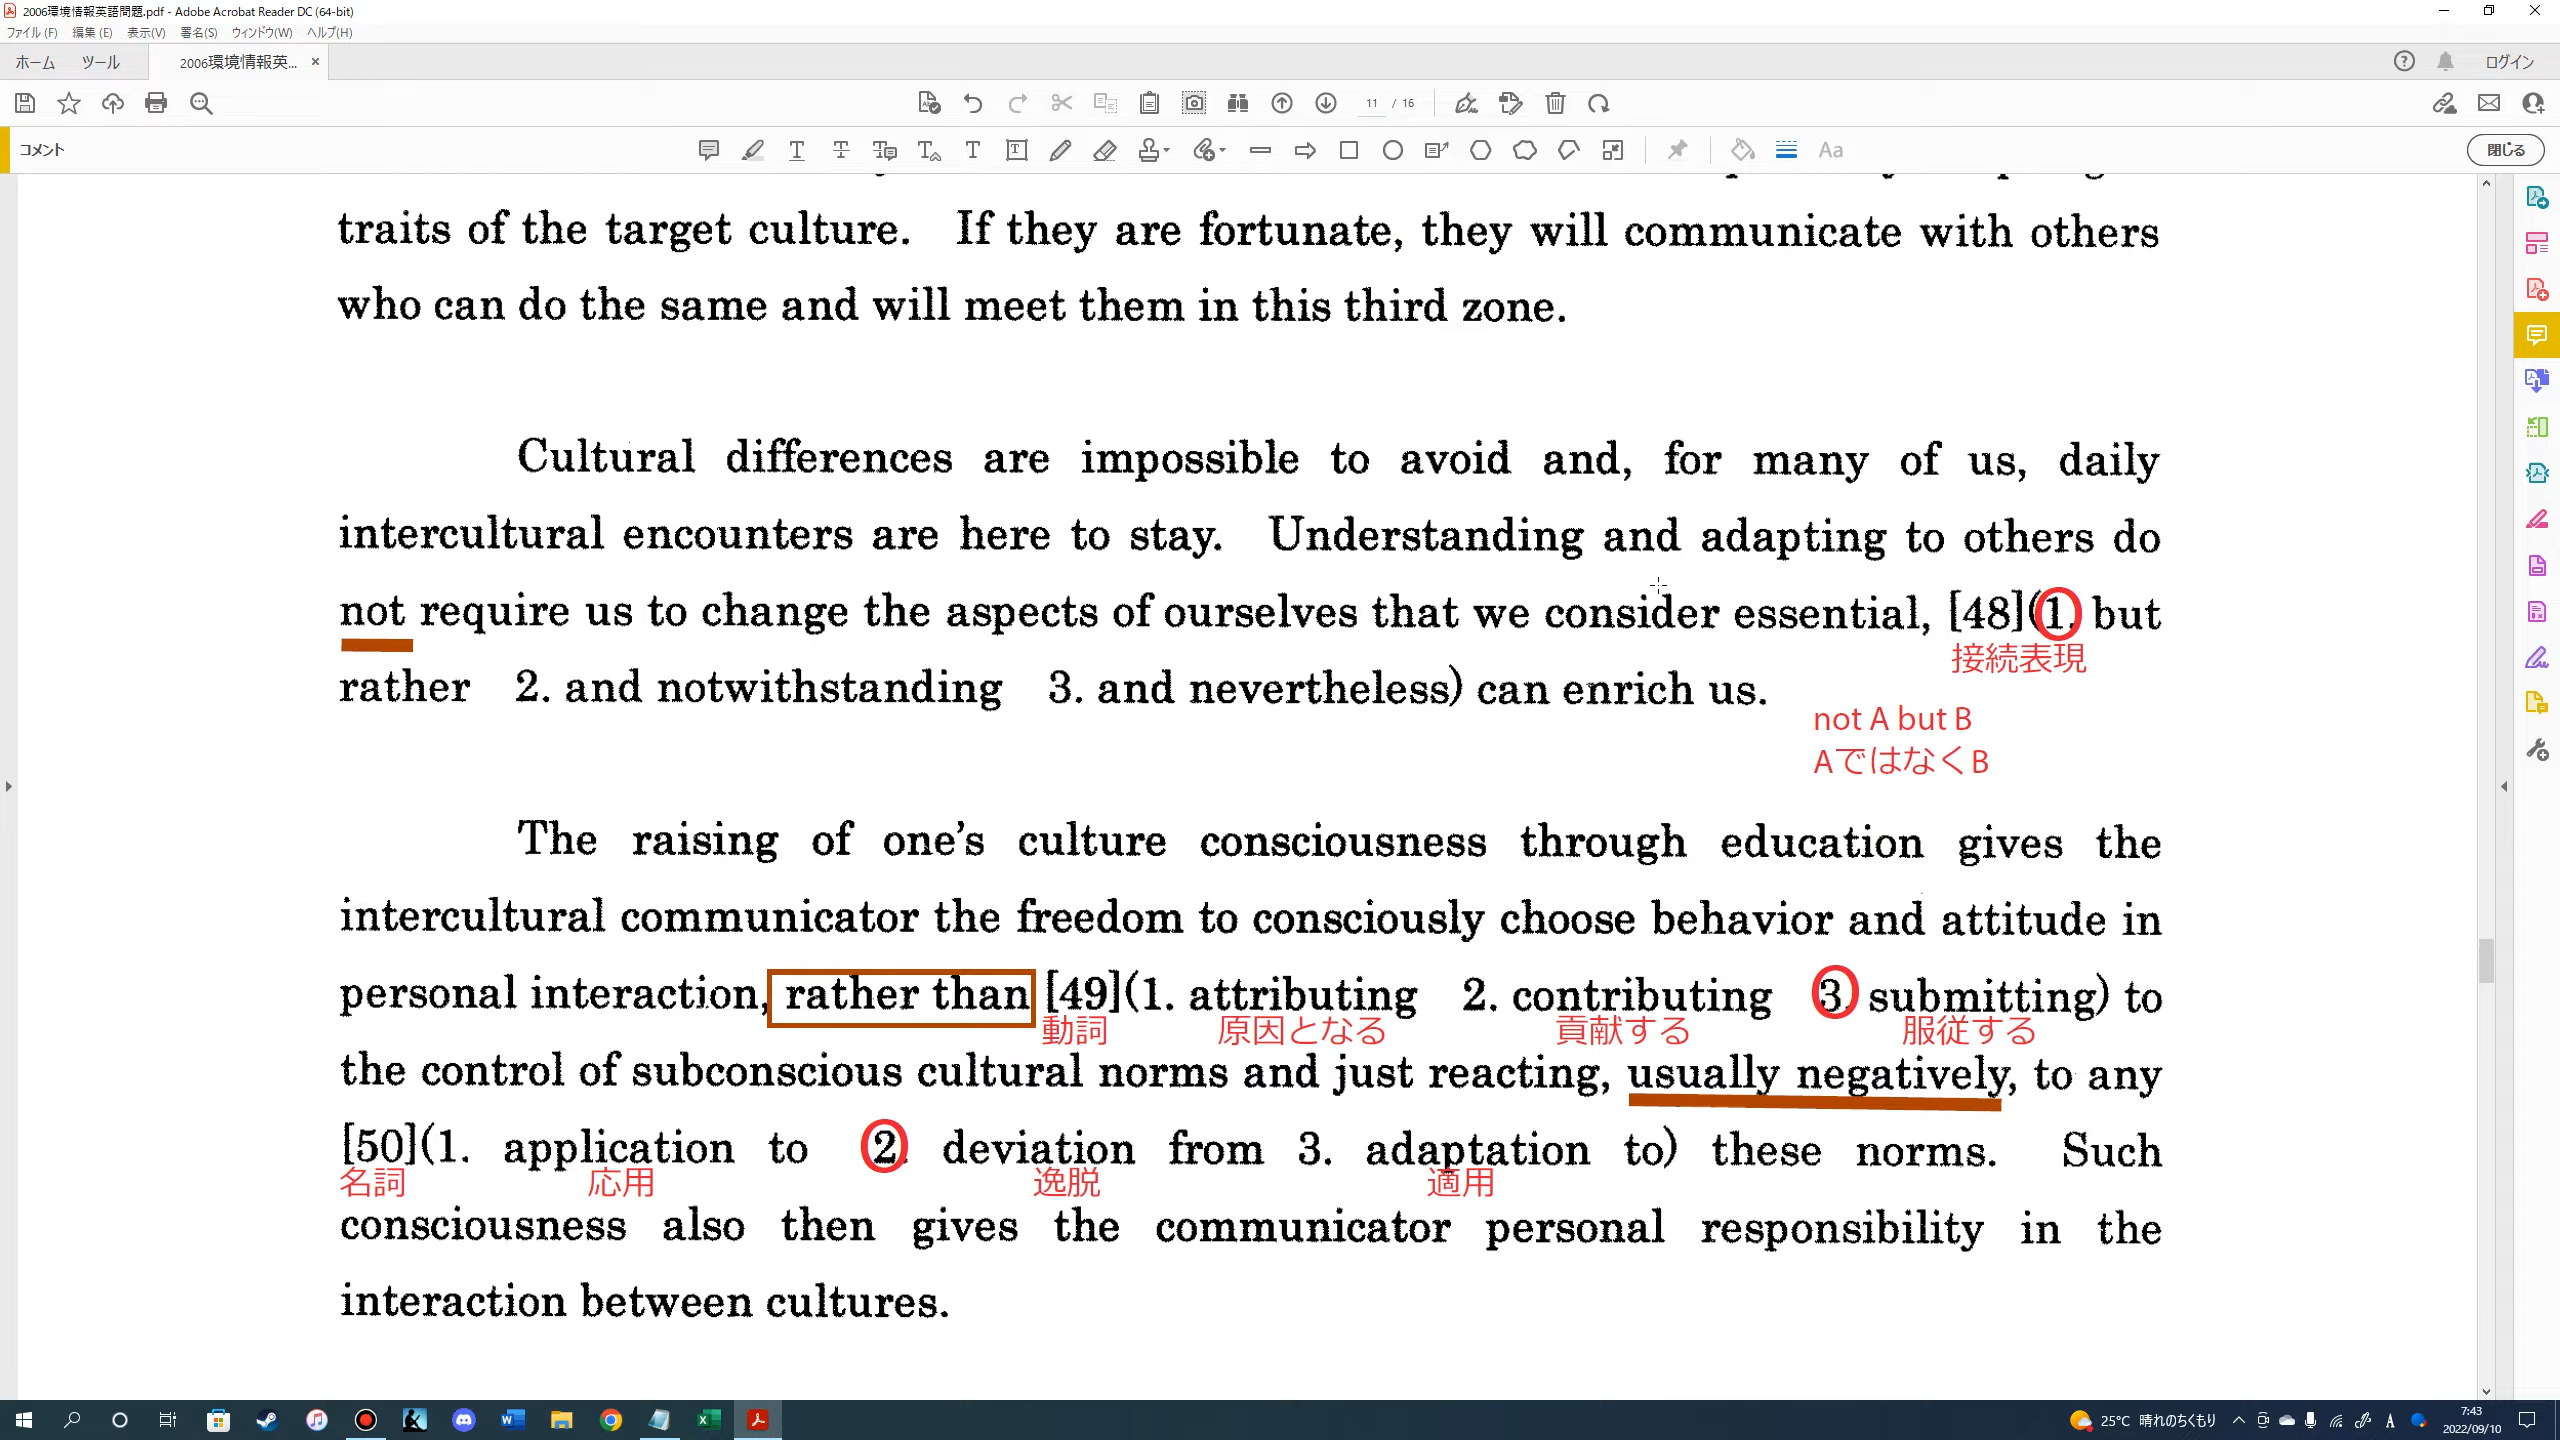 2006環境情報英語問題.pdf - Adobe Acrobat Reader DC (64-bit)
ファイル(F) 編集(E) 表示(V) 署名(S) ウィンドウ(W) ヘルプ(H)
ホーム ツール 2006環境情報英... × ログイン
11 / 16
コメント 閉じる
traits of the target culture. If they are fortunate, they will communicate with others
who can do the same and will meet them in this third zone.
Cultural differences are impossible to avoid and, for many of us, daily
intercultural encounters are here to stay. Understanding and adapting to others do
not require us to change the aspects of ourselves that we consider essential, [48](1. but
接続表現
rather 2. and notwithstanding 3. and nevertheless) can enrich us.
not A but B
AではなくB
The raising of one's culture consciousness through education gives the
intercultural communicator the freedom to consciously choose behavior and attitude in
personal interaction, rather than [49](1. attributing 2. contributing 3. submitting) to
動詞 原因となる 貢献する 服従する
the control of subconscious cultural norms and just reacting, usually negatively, to any
[50](1. application to 2. deviation from 3. adaptation to) these norms. Such
名詞 応用 逸脱 適用
consciousness also then gives the communicator personal responsibility in the
interaction between cultures.
25°C 晴れのちくもり A 7:43
2022/09/10